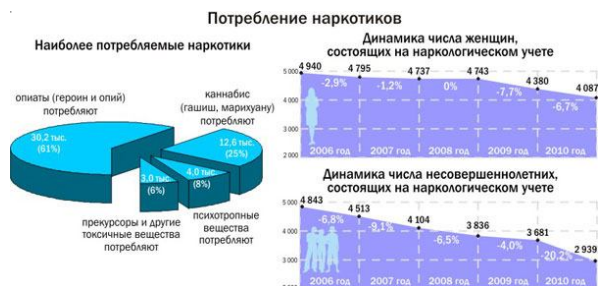 Потребление наркотиков
Наиболее потребляемые наркотики
опиаты (героин и опий)
потребляют
30,2 тыс.
(61%)
каннабис
(гашиш, марихуану)
потребляют
12,6 тыс.
(25%)
3,0 тыс.
(6%)
4,0 тыс.
(8%)
прекурсоры и другие
токсичные вещества
потребляют
психотропные
вещества
потребляют
Динамика числа женщин,
состоящих на наркологическом учете
4 940 4 795 4 737 4 743 4 380 4 087
-2,9% -1,2% 0% -7,7% -6,7%
5 000
4 000
3 000
2 000
2006 год 2007 год 2008 год 2009 год 2010 год
Динамика числа несовершеннолетних,
состоящих на наркологическом учете
4 843 4 513 4 104 3 836 3 681 2 939
-6,8% -9,1% -6,5% -4,0% -20,2%
5 000
4 000
3 000
2006 год 2007 год 2008 год 2009 год 2010 год